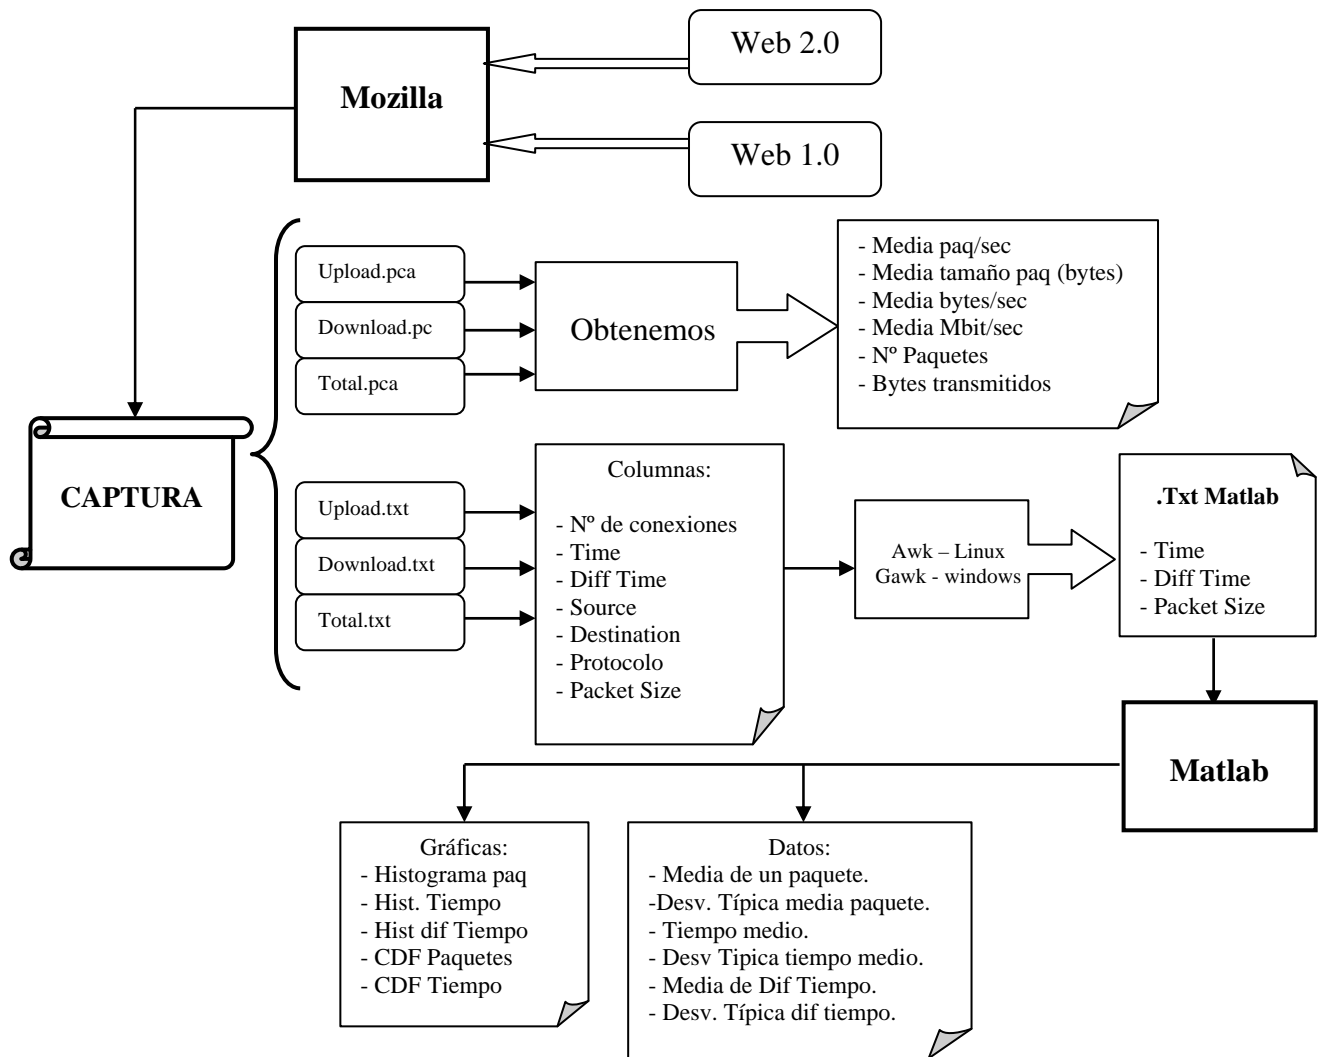 Web 2.0
Mozilla
Web 1.0
Upload.pca
Download.pc
Total.pca
Obtenemos
- Media paq/sec
- Media tamaño paq (bytes)
- Media bytes/sec
- Media Mbit/sec
- Nº Paquetes
- Bytes transmitidos
CAPTURA
Upload.txt
Download.txt
Total.txt
Columnas:
- Nº de conexiones
- Time
- Diff Time
- Source
- Destination
- Protocolo
- Packet Size
Awk – Linux
Gawk - windows
.Txt Matlab
- Time
- Diff Time
- Packet Size
Matlab
Gráficas:
- Histograma paq
- Hist. Tiempo
- Hist dif Tiempo
- CDF Paquetes
- CDF Tiempo
Datos:
- Media de un paquete.
-Desv. Típica media paquete.
- Tiempo medio.
- Desv Tipica tiempo medio.
- Media de Dif Tiempo.
- Desv. Típica dif tiempo.